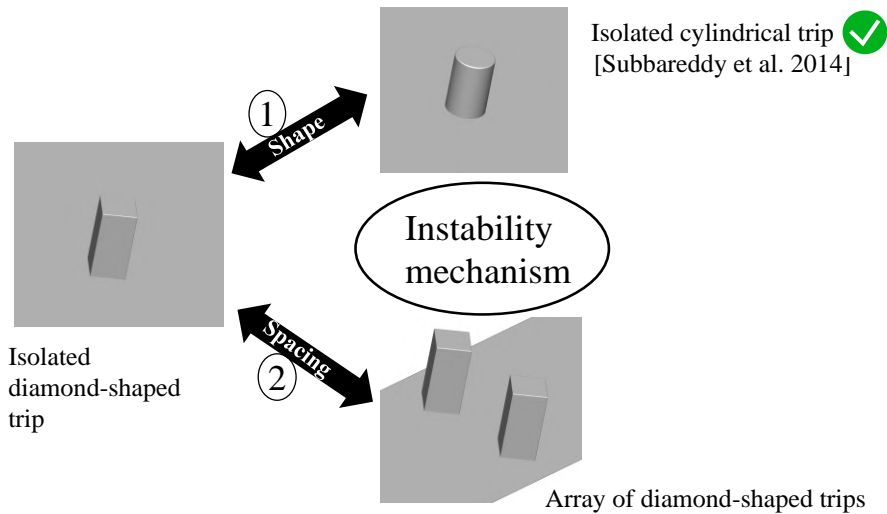 Isolated cylindrical trip
[Subbareddy et al. 2014]
1
Shape
Instability
mechanism
Isolated
diamond-shaped
trip
Spacing
2
Array of diamond-shaped trips